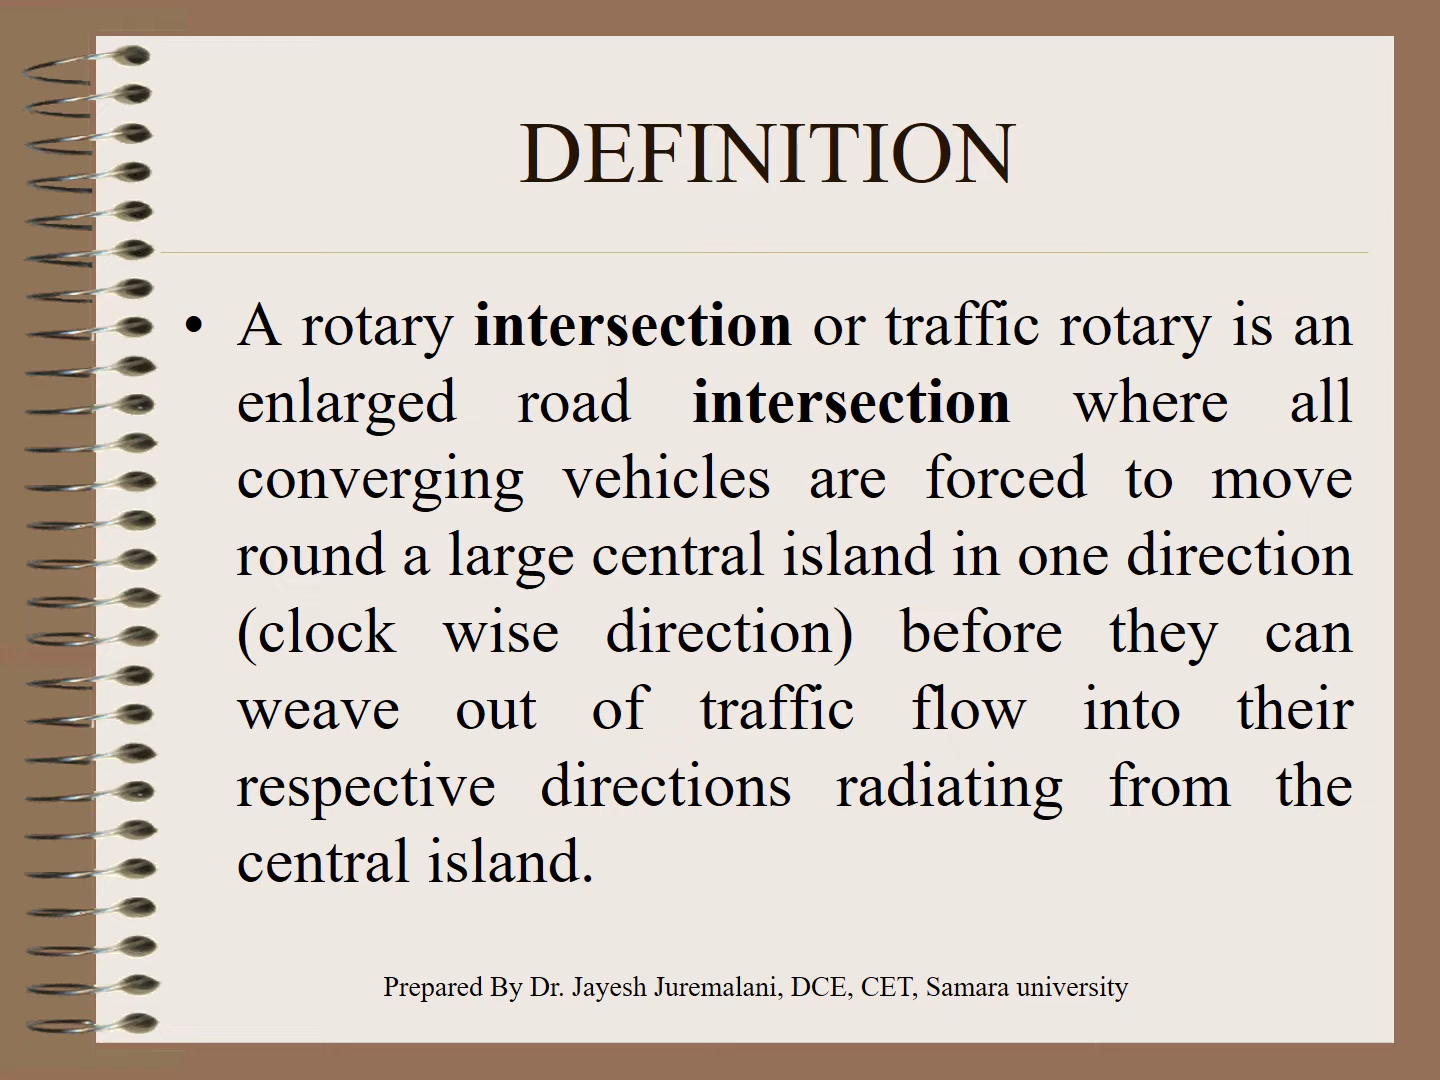 DEFINITION
• A rotary intersection or traffic rotary is an
enlarged road intersection where all
converging vehicles are forced to move
round a large central island in one direction
(clock wise direction) before they can
weave out of traffic flow into their
respective directions radiating from the
central island.
Prepared By Dr. Jayesh Juremalani, DCE, CET, Samara university